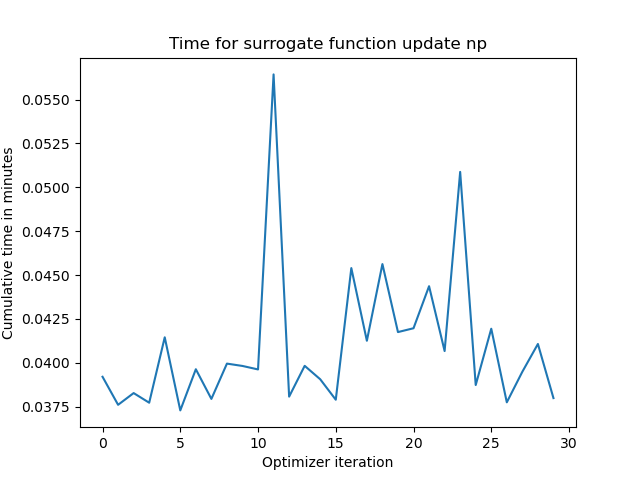 Time for surrogate function update np
Cumulative time in minutes
0.0550
0.0525
0.0500
0.0475
0.0450
0.0425
0.0400
0.0375
0 5 10 15 20 25 30
Optimizer iteration